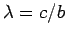 λ = c/b